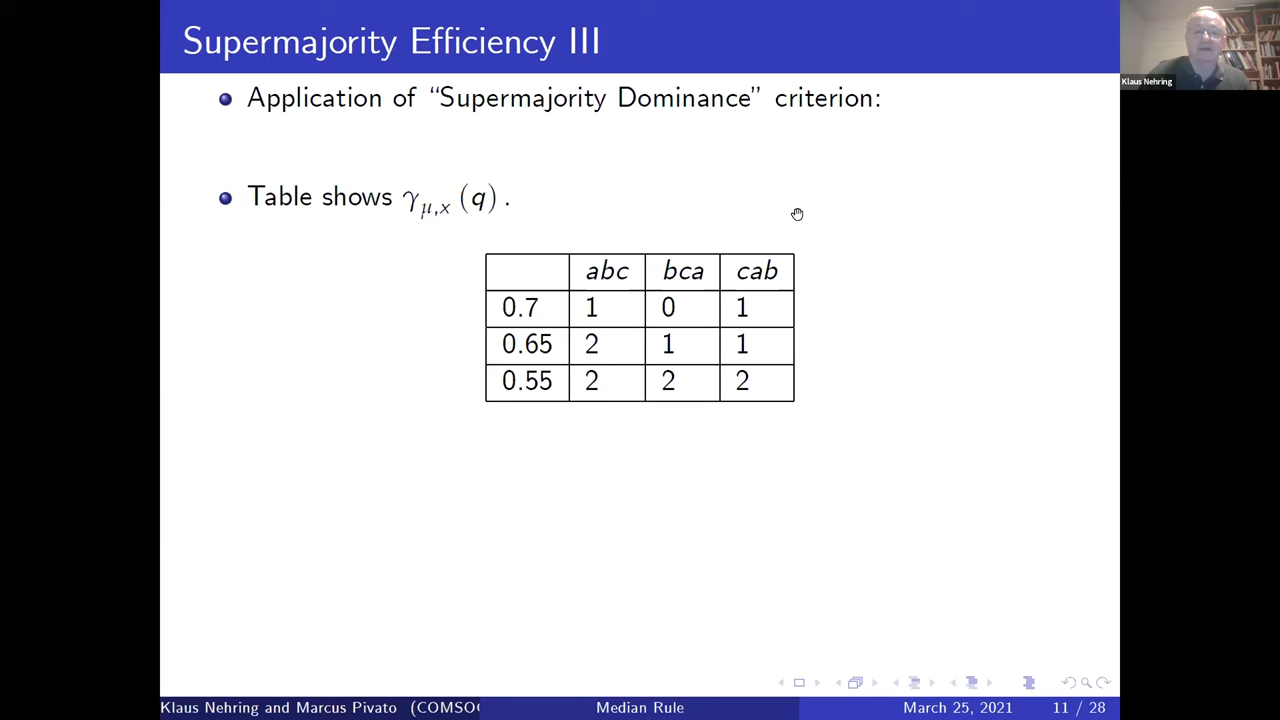 Supermajority Efficiency III
Klaus Nehring
Application of “Supermajority Dominance” criterion:
Table shows γμ,x (q) .
abc bca cab
0.7 1 0 1
0.65 2 1 1
0.55 2 2 2
Klaus Nehring and Marcus Pivato (COMSOC Median Rule March 25, 2021 11 / 28